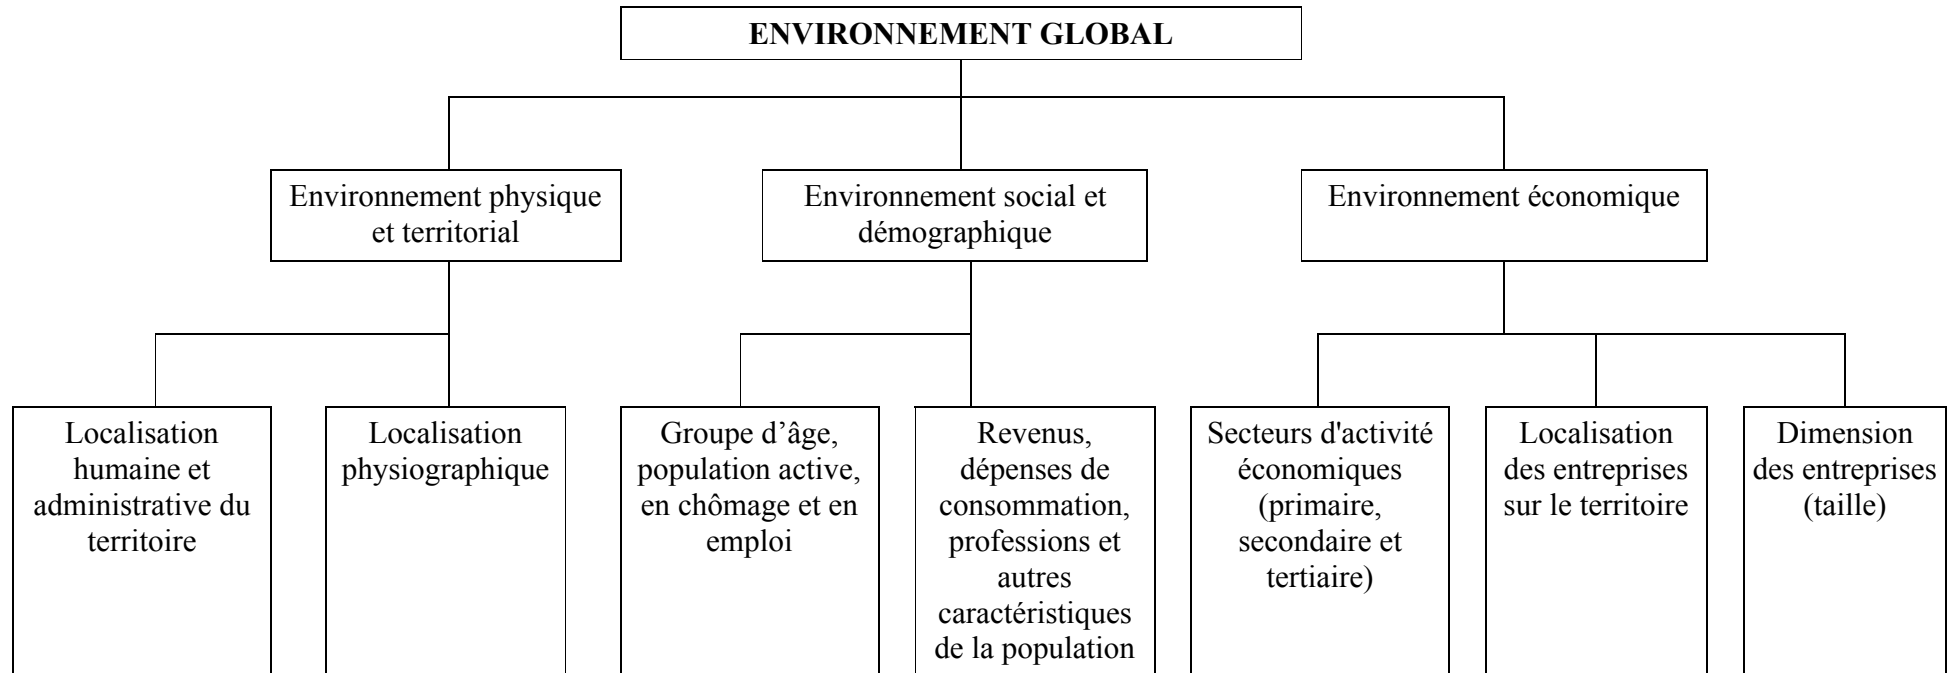 ENVIRONNEMENT GLOBAL
Environnement physique
et territorial
Environnement social et
démographique
Environnement économique
Localisation
humaine et
administrative du
territoire
Localisation
physiographique
Groupe d’âge,
population active,
en chômage et en
emploi
Revenus,
dépenses de
consommation,
professions et
autres
caractéristiques
de la population
Secteurs d'activité
économiques
(primaire,
secondaire et
tertiaire)
Localisation
des entreprises
sur le territoire
Dimension
des entreprises
(taille)